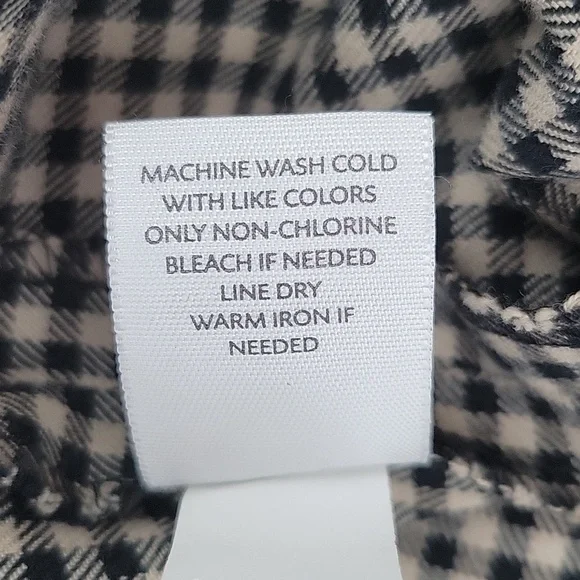 MACHINE WASH COLD
WITH LIKE COLORS
ONLY NON-CHLORINE
BLEACH IF NEEDED
LINE DRY
WARM IRON IF
NEEDED